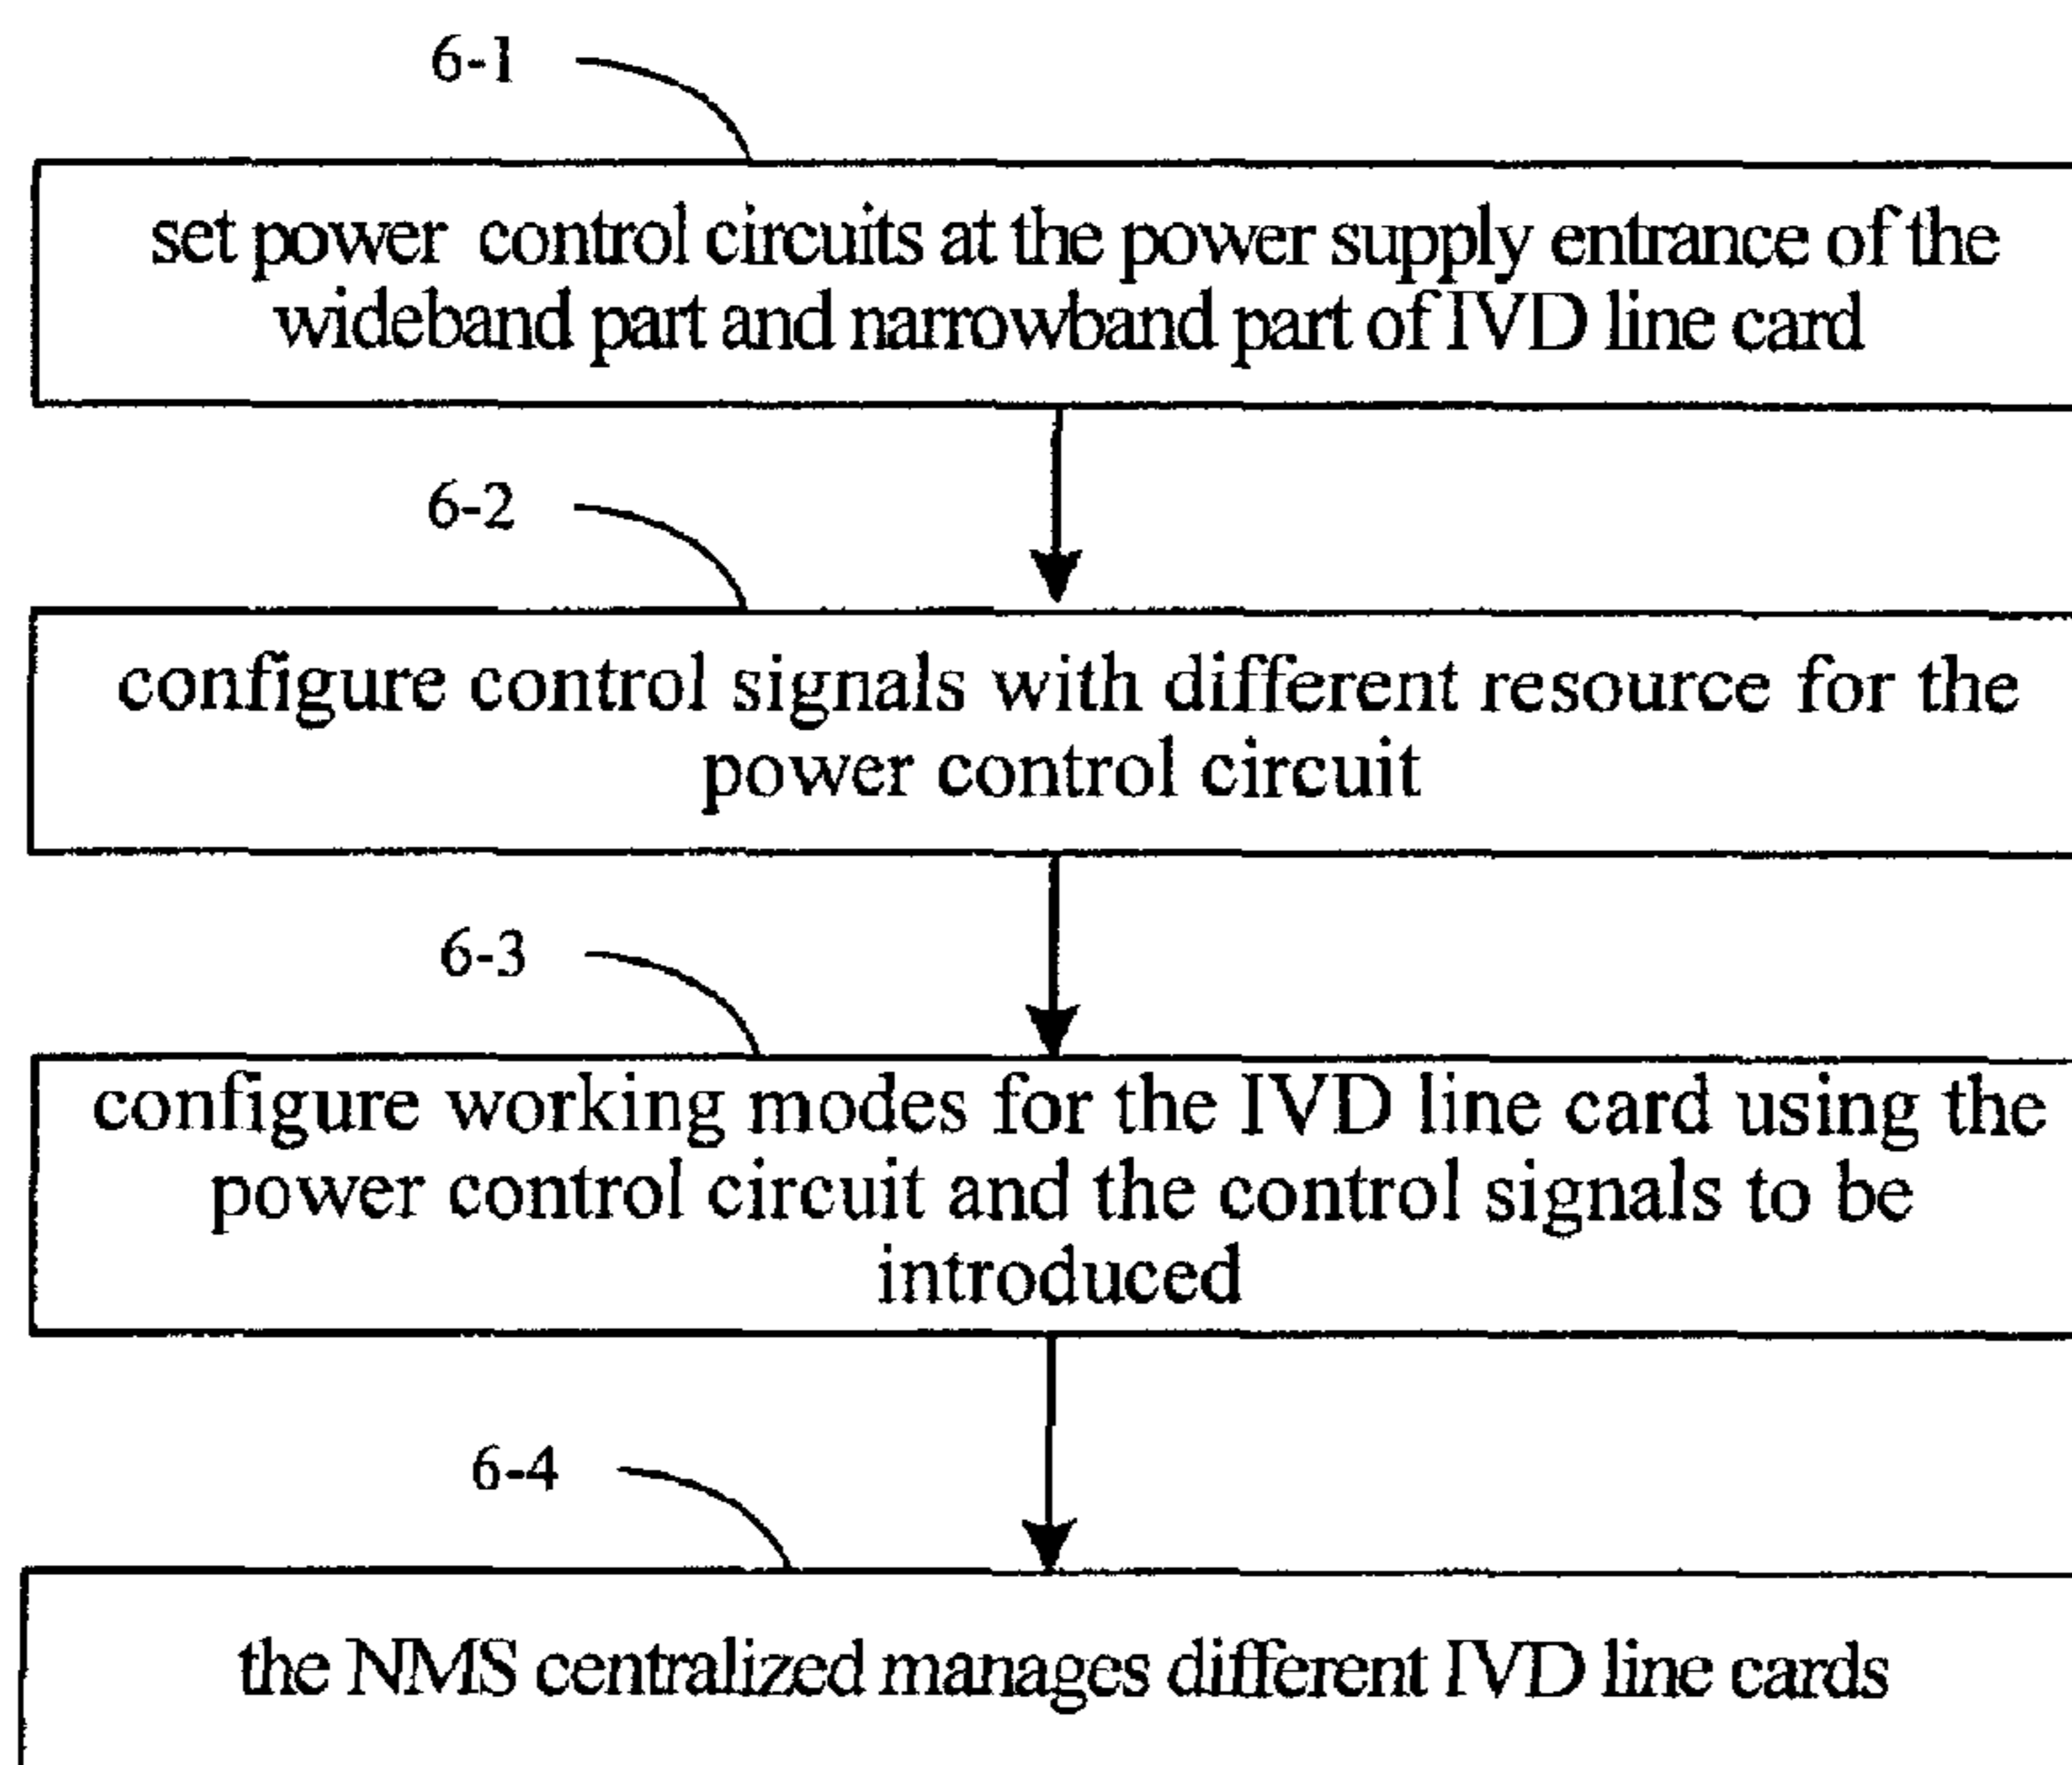 6-1
set power control circuits at the power supply entrance of the
wideband part and narrowband part of IVD line card
6-2
configure control signals with different resource for the
power control circuit
6-3
configure working modes for the IVD line card using the
power control circuit and the control signals to be
introduced
6-4
the NMS centralized manages different IVD line cards